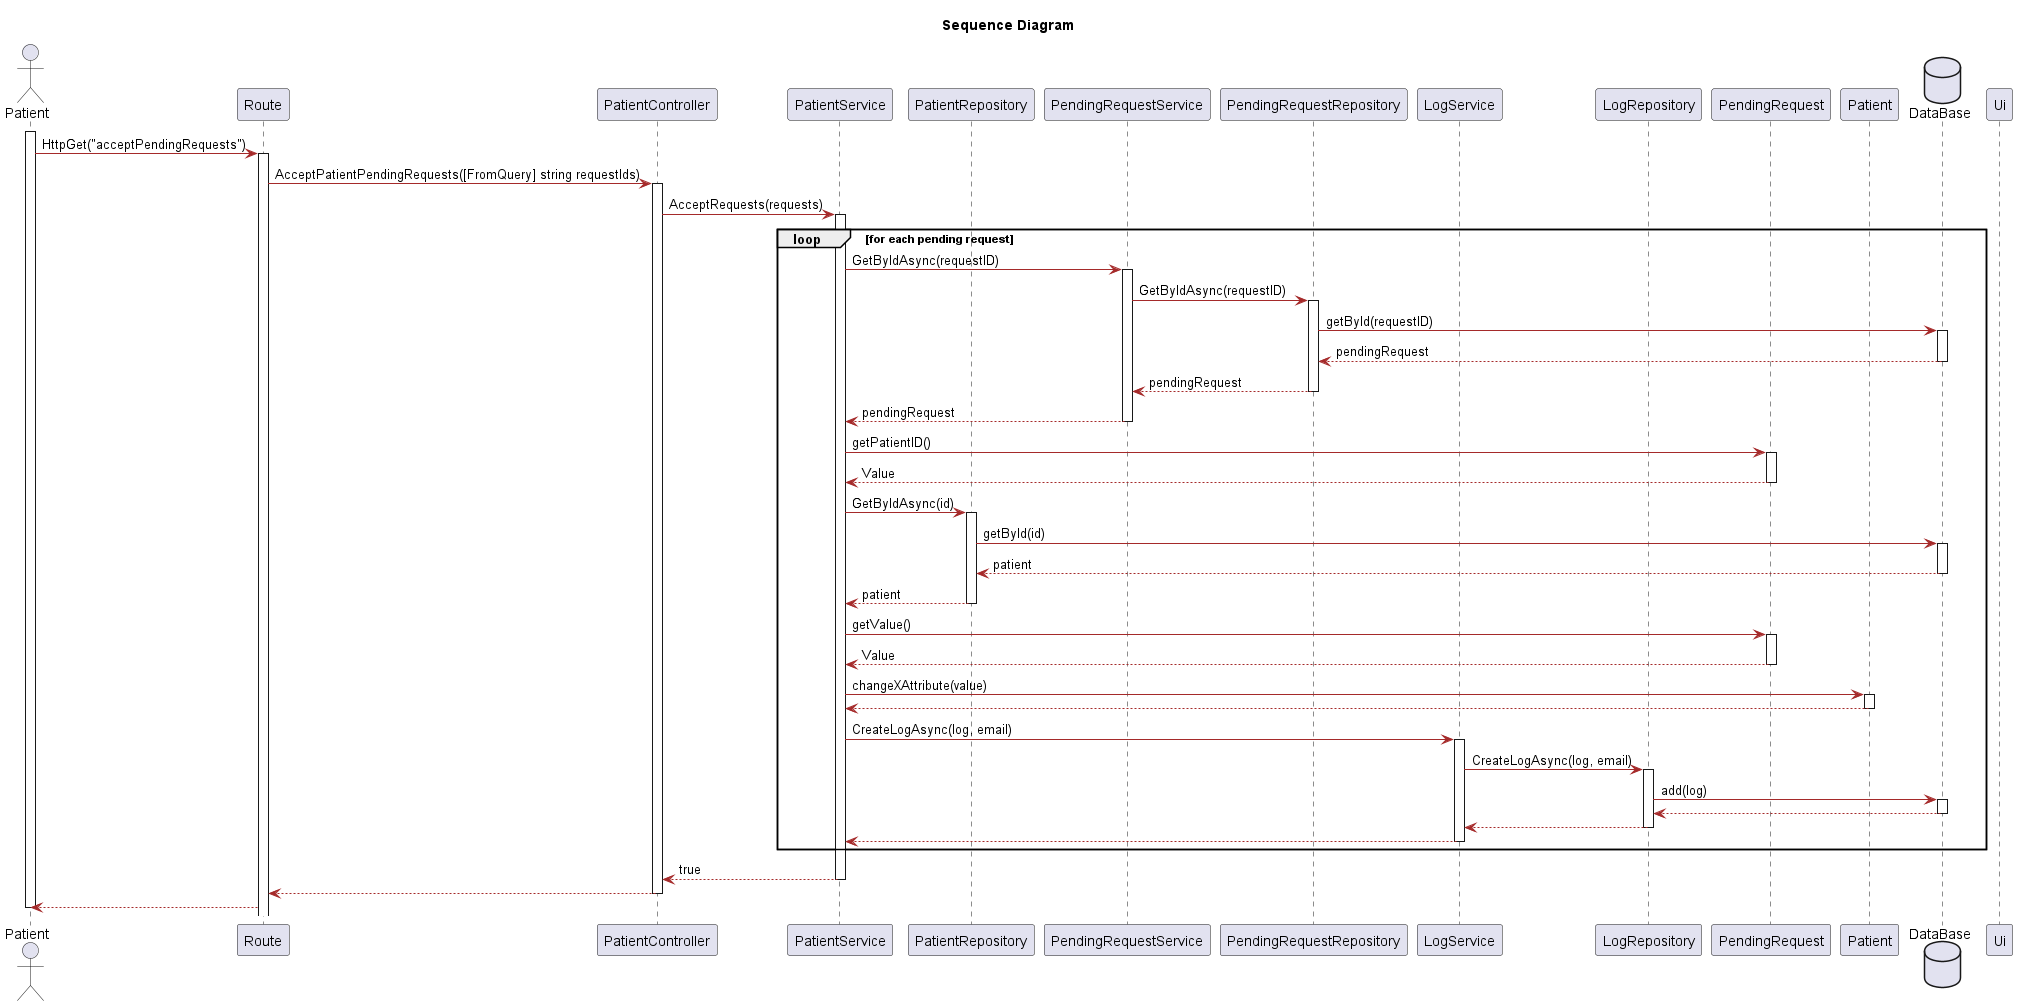 Sequence Diagram
Patient
Route
PatientController
PatientService
PatientRepository
PendingRequestService
PendingRequestRepository
LogService
LogRepository
PendingRequest
Patient
DataBase
Ui
HttpGet("acceptPendingRequests")
AcceptPatientPendingRequests([FromQuery] string requestIds)
AcceptRequests(requests)
loop
[for each pending request]
GetByIdAsync(requestID)
GetByIdAsync(requestID)
getById(requestID)
pendingRequest
pendingRequest
pendingRequest
getPatientID()
Value
GetByIdAsync(id)
getById(id)
patient
patient
getValue()
Value
changeXAttribute(value)
CreateLogAsync(log, email)
CreateLogAsync(log, email)
add(log)
true
Patient
Route
PatientController
PatientService
PatientRepository
PendingRequestService
PendingRequestRepository
LogService
LogRepository
PendingRequest
Patient
DataBase
Ui